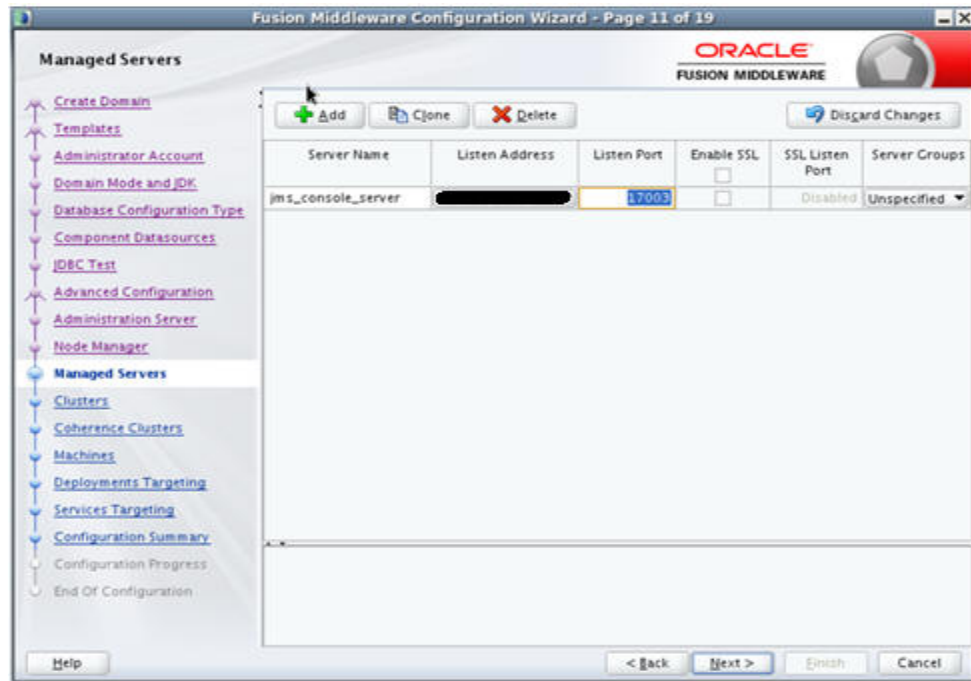 Fusion Middleware Configuration Wizard - Page 11 of 19
Managed Servers
ORACLE
FUSION MIDDLEWARE
Create Domain
Templates
Administrator Account
Domain Mode and JDK
Database Configuration Type
Component Datasources
JDBC Test
Advanced Configuration
Administration Server
Node Manager
Managed Servers
Clusters
Coherence Clusters
Machines
Deployments Targeting
Services Targeting
Configuration Summary
Configuration Progress
End Of Configuration
Add Clone Delete Discard Changes
Server Name Listen Address Listen Port Enable SSL SSL Listen Port Server Groups
jms_console_server 17003 Disabled Unspecified
Help < Back Next > Finish Cancel